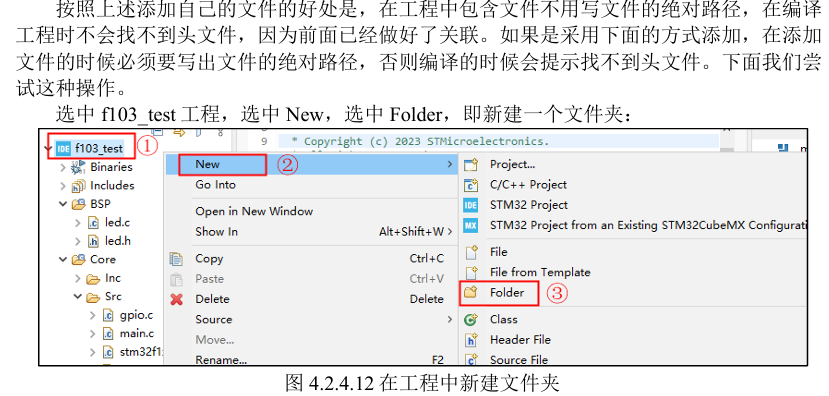 按照上述添加自己的文件的好处是，在工程中包含文件不用写文件的绝对路径，在编译
工程时不会找不到头文件，因为前面已经做好了关联。如果是采用下面的方式添加，在添加
文件的时候必须要写出文件的绝对路径，否则编译的时候会提示找不到头文件。下面我们尝
试这种操作。
选中 f103_test 工程，选中 New，选中 Folder，即新建一个文件夹：
IDE f103_test ①
Binaries
Includes
BSP
led.c
led.h
Core
Inc
Src
gpio.c
main.c
9 * Copyright (c) 2023 STMicroelectronics.
New ②
Go Into
Open in New Window
Show In Alt+Shift+W
Copy Ctrl+C
Paste Ctrl+V
Delete Delete
Source
Move...
Rename... F2
Project...
C/C++ Project
IDE STM32 Project
MX STM32 Project from an Existing STM32CubeMX Configurati
File
File from Template
Folder ③
Class
Header File
Source File
图 4.2.4.12 在工程中新建文件夹